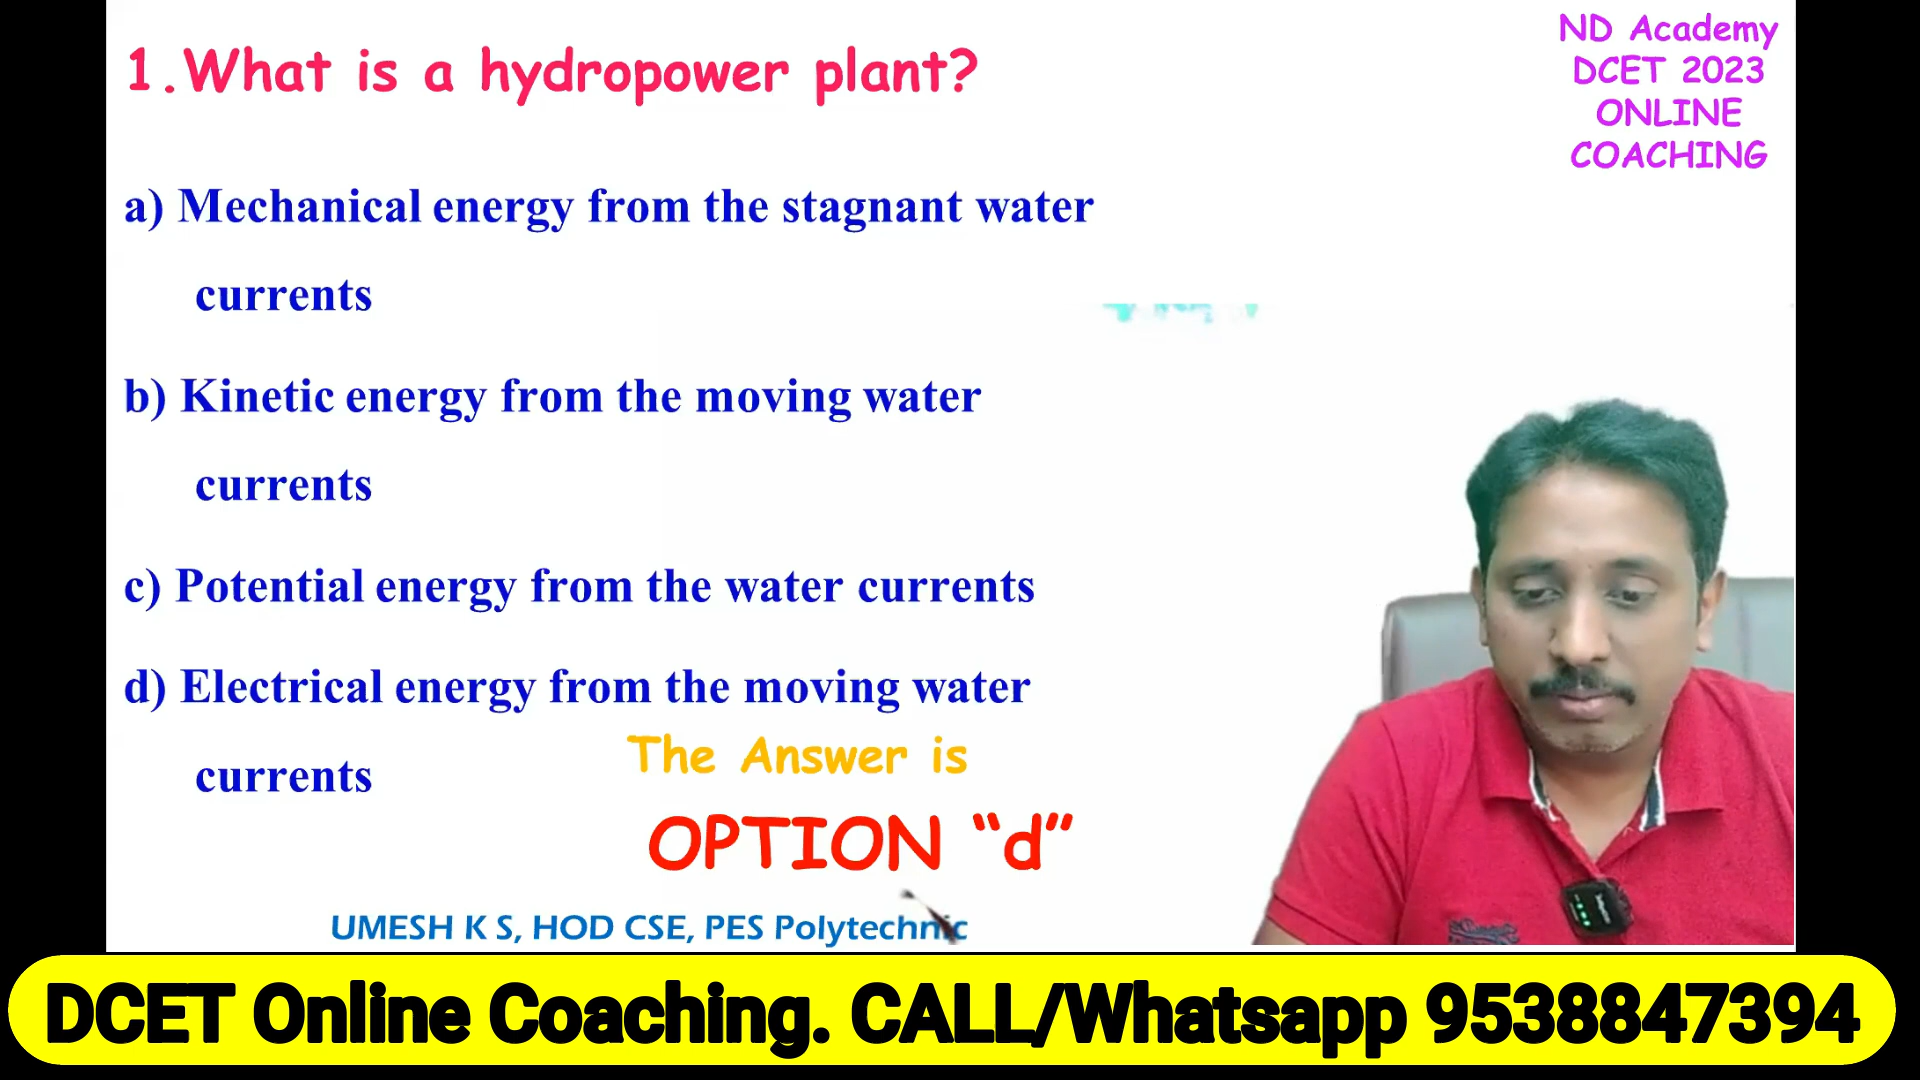 1.What is a hydropower plant?
ND Academy
DCET 2023
ONLINE
COACHING
a) Mechanical energy from the stagnant water
currents
b) Kinetic energy from the moving water
currents
c) Potential energy from the water currents
d) Electrical energy from the moving water
currents
The Answer is
OPTION “d”
UMESH K S, HOD CSE, PES Polytechnic
DCET Online Coaching. CALL/Whatsapp 9538847394